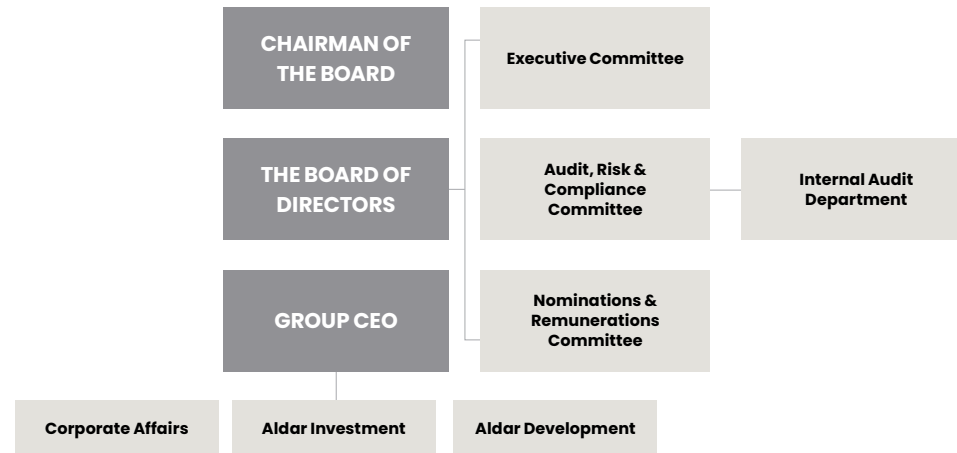 CHAIRMAN OF
THE BOARD
Executive Committee
THE BOARD OF
DIRECTORS
Audit, Risk &
Compliance
Committee
Internal Audit
Department
GROUP CEO
Nominations &
Remunerations
Committee
Corporate Affairs
Aldar Investment
Aldar Development